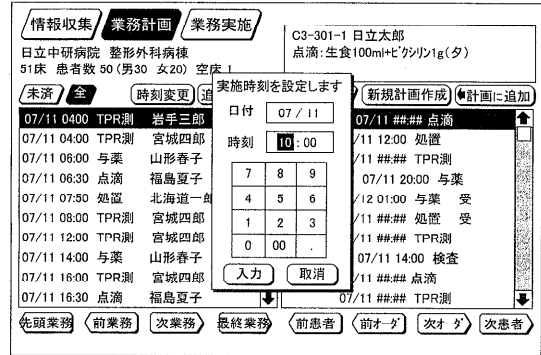 情報収集 業務計画 業務実施
日立中研病院 整形外科病棟
51床 患者数 50 (男30 女20) 空床 1
C3-301-1 日立太郎
点滴:生食100ml+ビクシリン1g(夕)
未済 全 時刻変更 追 新規計画作成 計画に追加
07/11 0400 TPR測 岩手三郎
07/11 04:00 TPR測 宮城四郎
07/11 06:00 与薬 山形春子
07/11 06:30 点滴 福島夏子
07/11 07:50 処置 北海道一郎
07/11 08:00 TPR測 宮城四郎
07/11 12:00 TPR測 宮城四郎
07/11 14:00 与薬 山形春子
07/11 16:00 TPR測 宮城四郎
07/11 16:30 点滴 福島夏子
実施時刻を設定します
日付 07 / 11
時刻 10:00
7 8 9
4 5 6
1 2 3
0 00 .
入力 取消
07/11 ##:## 点滴
/11 12:00 処置
/11 ##:## TPR測
07/11 20:00 与薬
/12 01:00 与薬 受
/11 ##:## 処置 受
/11 ##:## TPR測
07/11 14:00 検査
/11 ##:## 点滴
07/11 ##:## TPR測
先頭業務 前業務 次業務 最終業務 前患者 前オーダ 次オーダ 次患者